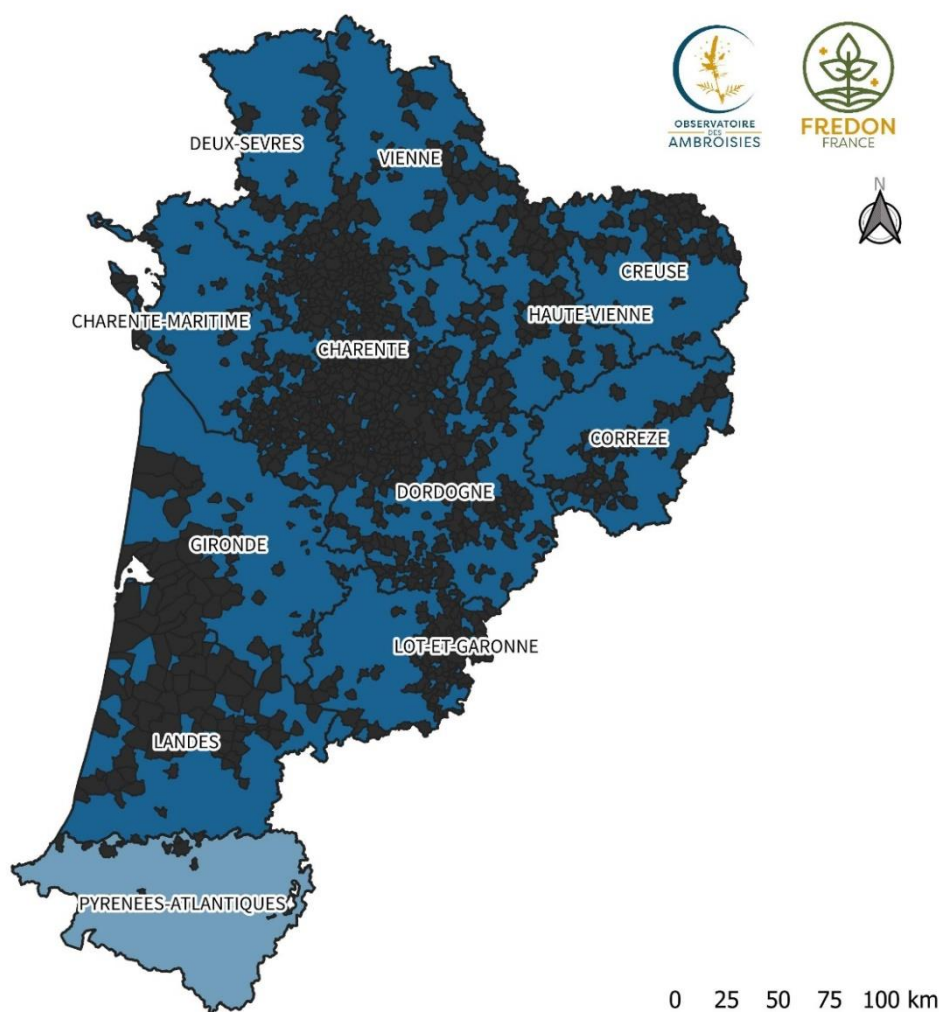 OBSERVATOIRE
DES
AMBROISIES
FREDON
FRANCE
N
DEUX-SEVRES
VIENNE
CREUSE
CHARENTE-MARITIME
HAUTE-VIENNE
CHARENTE
CORREZE
DORDOGNE
GIRONDE
LOT-ET-GARONNE
LANDES
PYRENEES-ATLANTIQUES
0 25 50 75 100 km